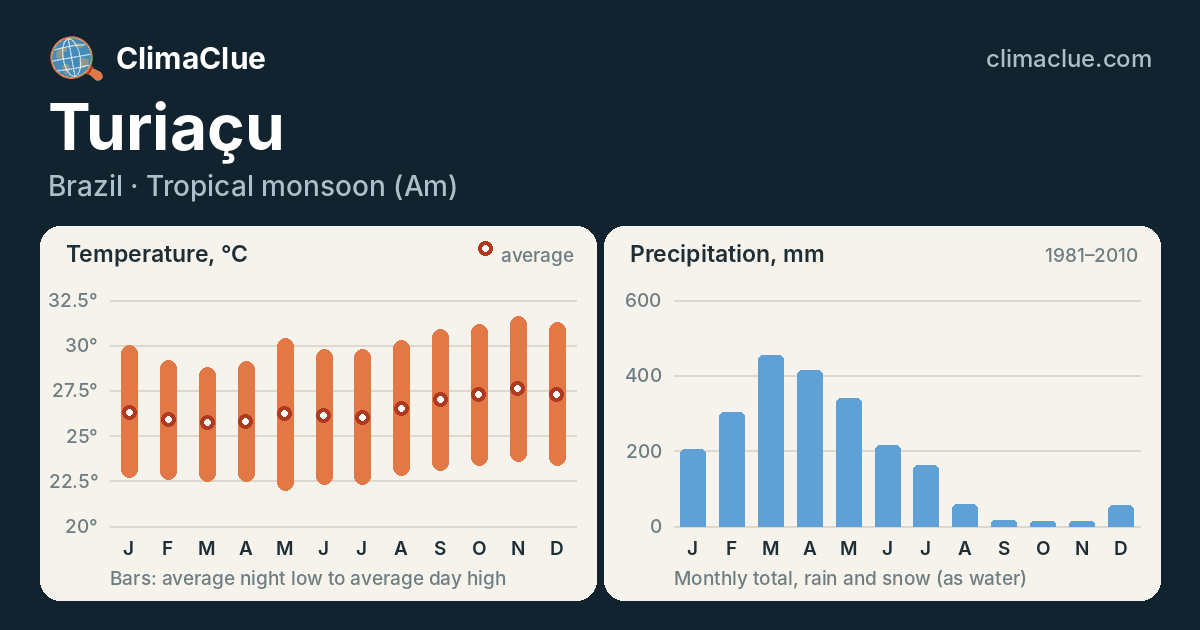 ClimaClue
climaclue.com
Turiaçu
Brazil · Tropical monsoon (Am)
Temperature, °C
average
32.5°
30°
27.5°
25°
22.5°
20°
J F M A M J J A S O N D
Bars: average night low to average day high
Precipitation, mm
1981–2010
600
400
200
0
J F M A M J J A S O N D
Monthly total, rain and snow (as water)